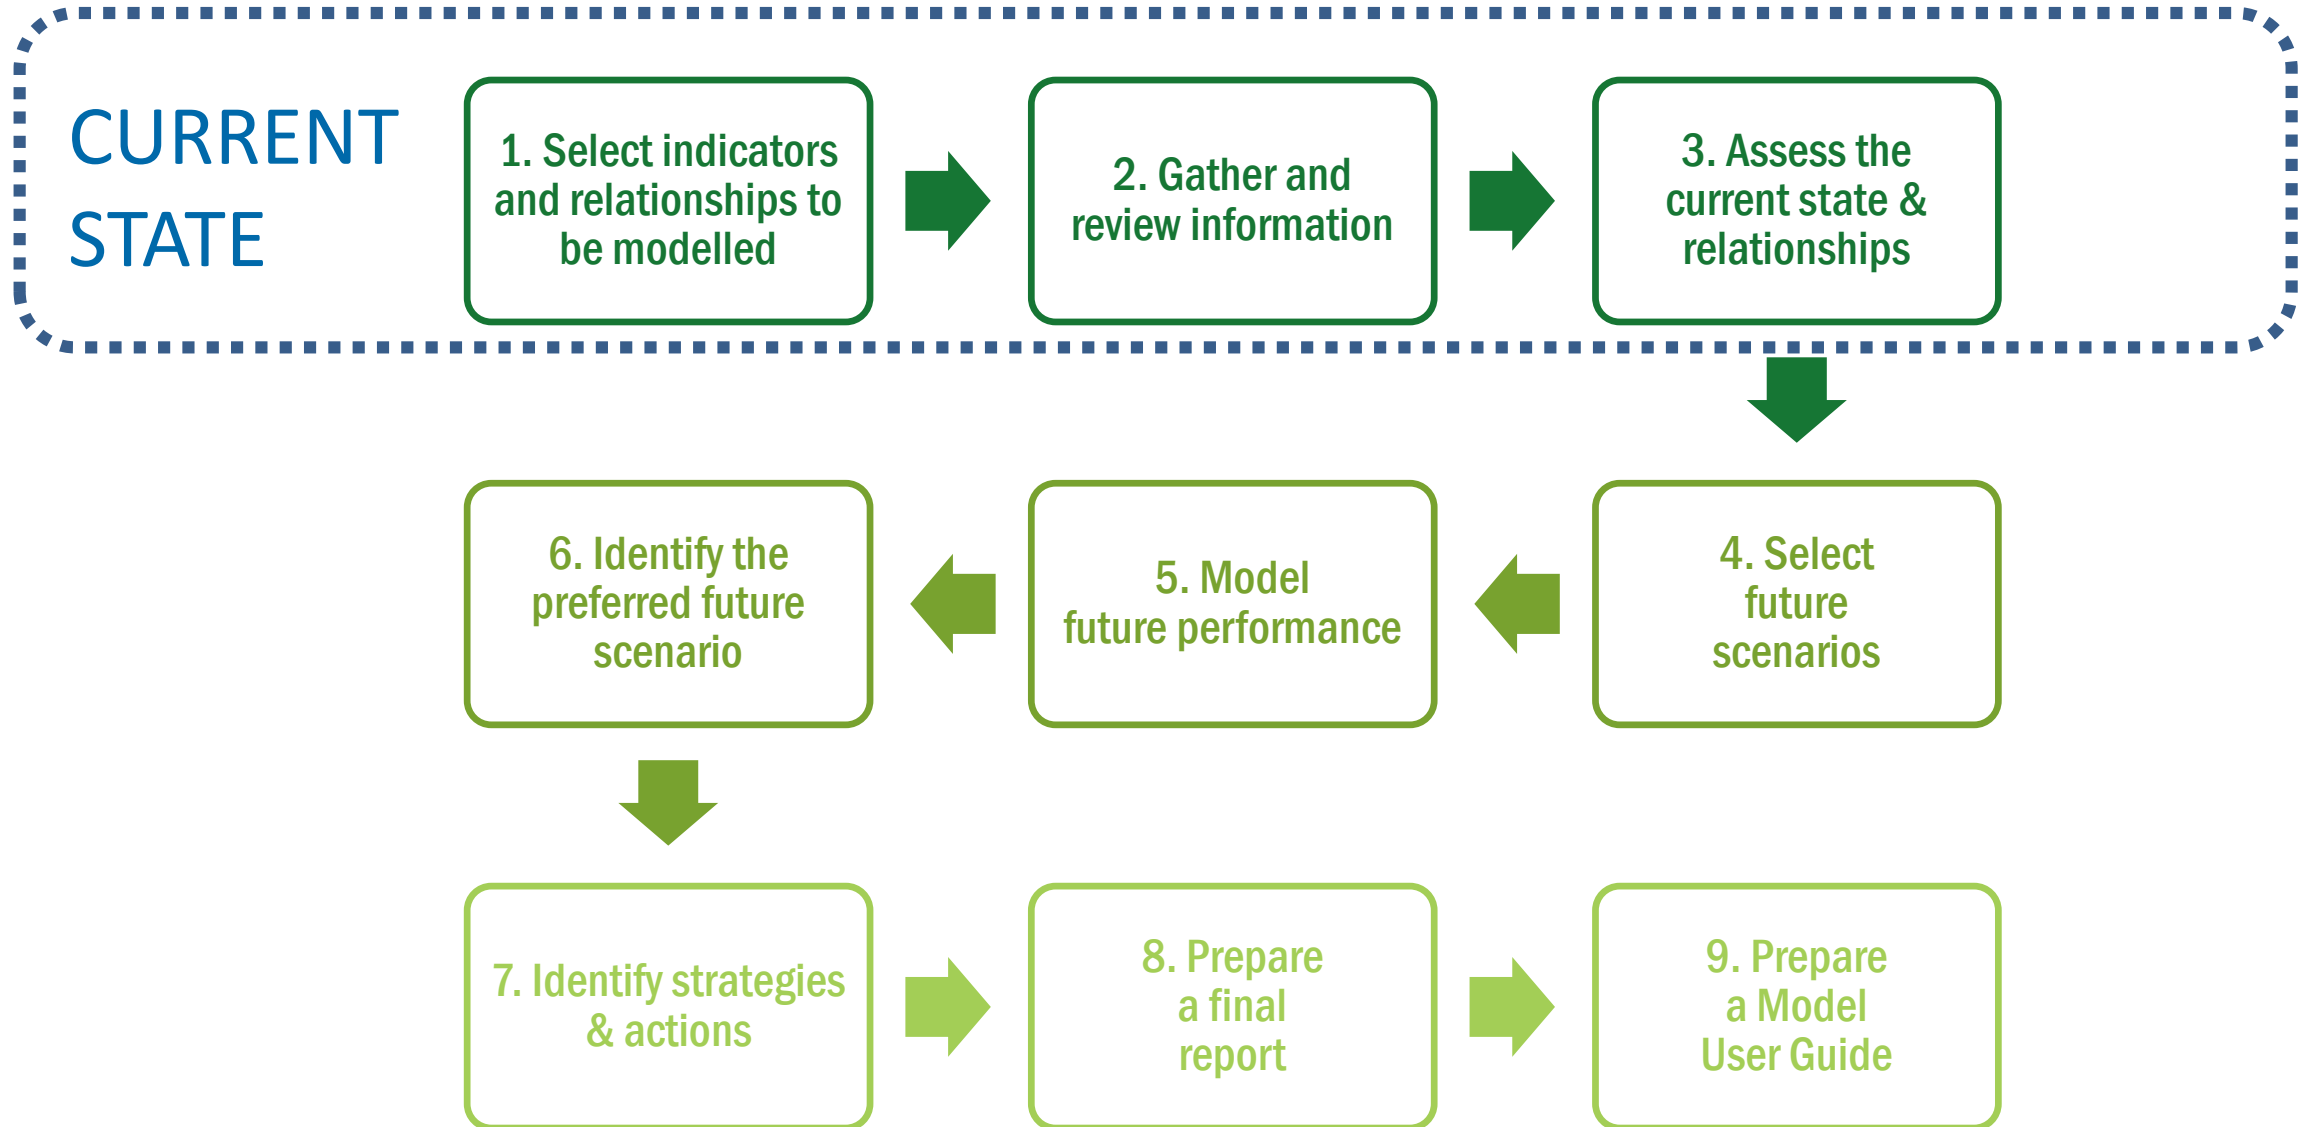 CURRENT
STATE
1. Select indicators
and relationships to
be modelled
2. Gather and
review information
3. Assess the
current state &
relationships
4. Select
future
scenarios
5. Model
future performance
6. Identify the
preferred future
scenario
7. Identify strategies
& actions
8. Prepare
a final
report
9. Prepare
a Model
User Guide